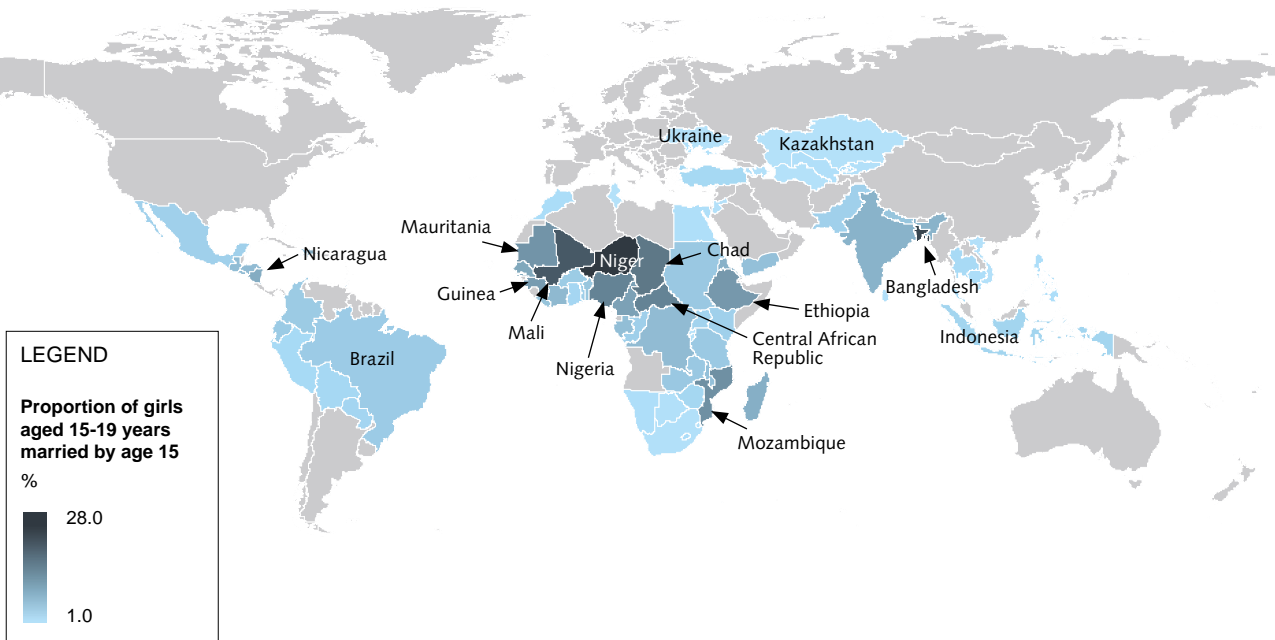 Ukraine
Kazakhstan
Mauritania
Nicaragua
Niger
Chad
Guinea
Bangladesh
Mali
Ethiopia
Central African
Republic
Indonesia
Brazil
Nigeria
Mozambique
LEGEND
Proportion of girls
aged 15-19 years
married by age 15
%
28.0
1.0